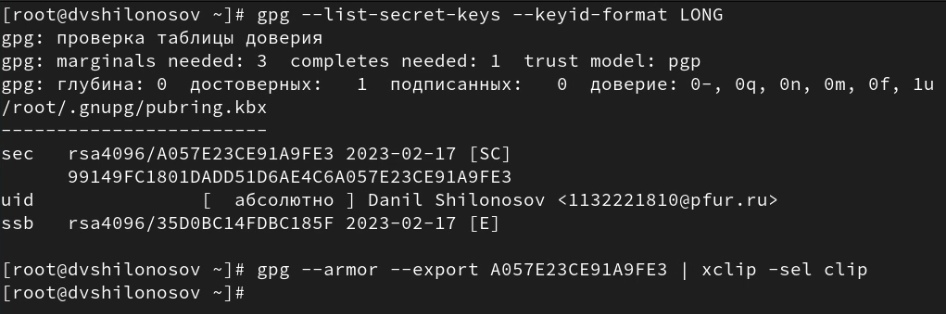 [root@dvshilonosov ~]# gpg --list-secret-keys --keyid-format LONG
gpg: проверка таблицы доверия
gpg: marginals needed: 3  completes needed: 1  trust model: pgp
gpg: глубина: 0  достоверных:   1  подписанных:   0  доверие: 0-, 0q, 0n, 0m, 0f, 1u
/root/.gnupg/pubring.kbx
------------------------
sec   rsa4096/A057E23CE91A9FE3 2023-02-17 [SC]
      99149FC1801DADD51D6AE4C6A057E23CE91A9FE3
uid               [  абсолютно ] Danil Shilonosov <1132221810@pfur.ru>
ssb   rsa4096/35D0BC14FDBC185F 2023-02-17 [E]

[root@dvshilonosov ~]# gpg --armor --export A057E23CE91A9FE3 | xclip -sel clip
[root@dvshilonosov ~]#